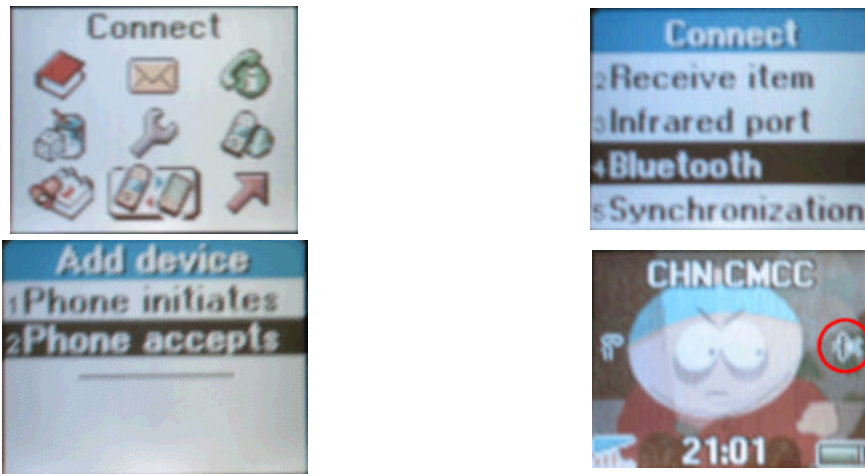 Connect
Connect
2Receive item
3Infrared port
4Bluetooth
5Synchronization
Add device
1Phone initiates
2Phone accepts
CHN CMCC
21:01